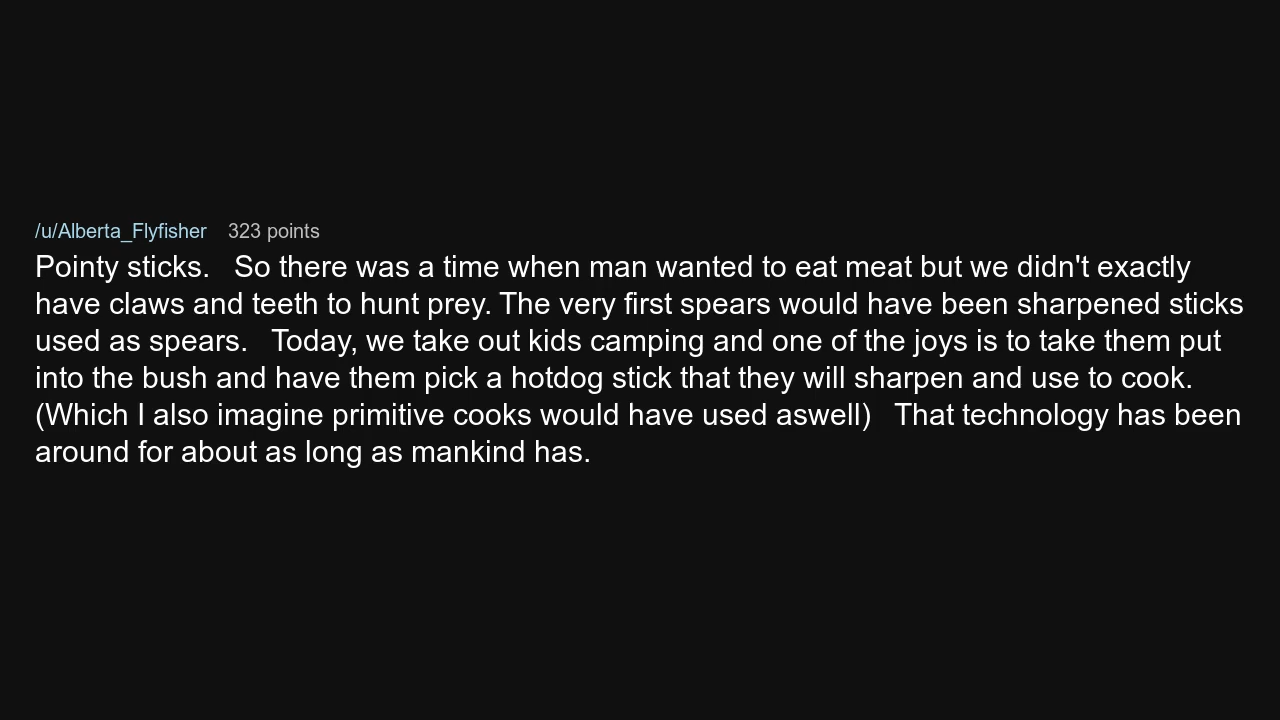 /u/Alberta_Flyfisher 323 points
Pointy sticks. So there was a time when man wanted to eat meat but we didn't exactly
have claws and teeth to hunt prey. The very first spears would have been sharpened sticks
used as spears. Today, we take out kids camping and one of the joys is to take them put
into the bush and have them pick a hotdog stick that they will sharpen and use to cook.
(Which I also imagine primitive cooks would have used aswell) That technology has been
around for about as long as mankind has.